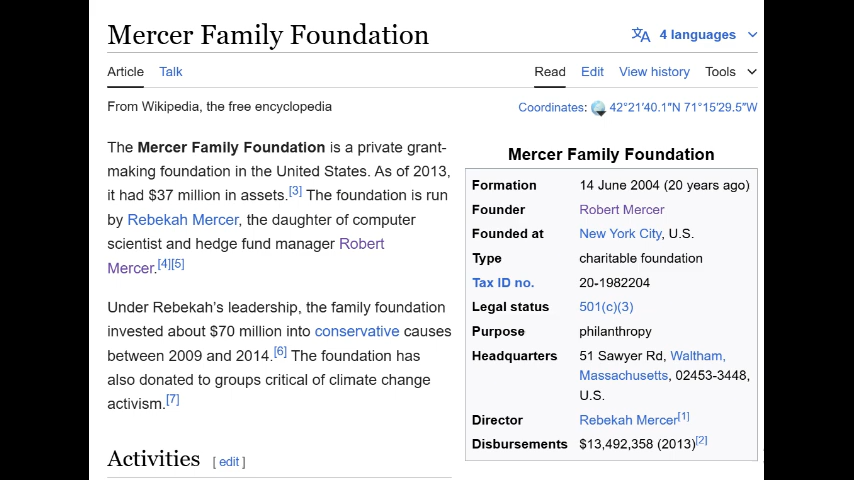 Mercer Family Foundation
4 languages
Article Talk Read Edit View history Tools
From Wikipedia, the free encyclopedia
Coordinates: 42°21′40.1″N 71°15′29.5″W
The Mercer Family Foundation is a private grant-
making foundation in the United States. As of 2013,
it had $37 million in assets.[3] The foundation is run
by Rebekah Mercer, the daughter of computer
scientist and hedge fund manager Robert
Mercer.[4][5]
Under Rebekah's leadership, the family foundation
invested about $70 million into conservative causes
between 2009 and 2014.[6] The foundation has
also donated to groups critical of climate change
activism.[7]
Activities [ edit ]
Mercer Family Foundation
Formation 14 June 2004 (20 years ago)
Founder Robert Mercer
Founded at New York City, U.S.
Type charitable foundation
Tax ID no. 20-1982204
Legal status 501(c)(3)
Purpose philanthropy
Headquarters 51 Sawyer Rd, Waltham,
Massachusetts, 02453-3448,
U.S.
Director Rebekah Mercer[1]
Disbursements $13,492,358 (2013)[2]